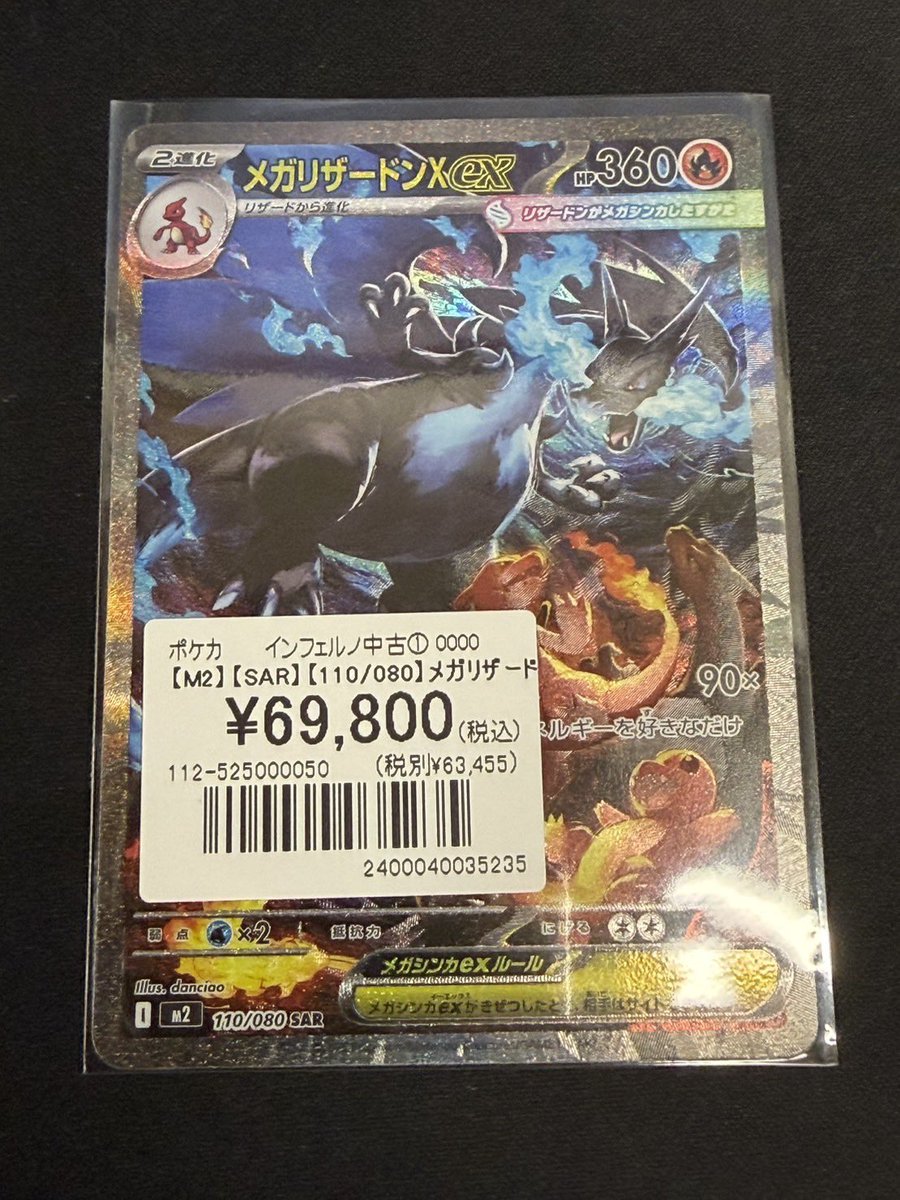 2進化
メガリザードンXex
HP360
リザードから進化
リザードンがメガシンカしたすがた
ポケカ インフェルノ中古① 0000
【M2】【SAR】【110/080】メガリザード
¥69,800(税込)
112-525000050 (税別¥63,455)
2400040035235
90×
ネルギーを好きなだけ
弱点 ×2 抵抗力 にげる
メガシンカexルール
メガシンカexがきぜつしたとき、相手はサイド
Illus. danciao
I M2 110/080 SAR